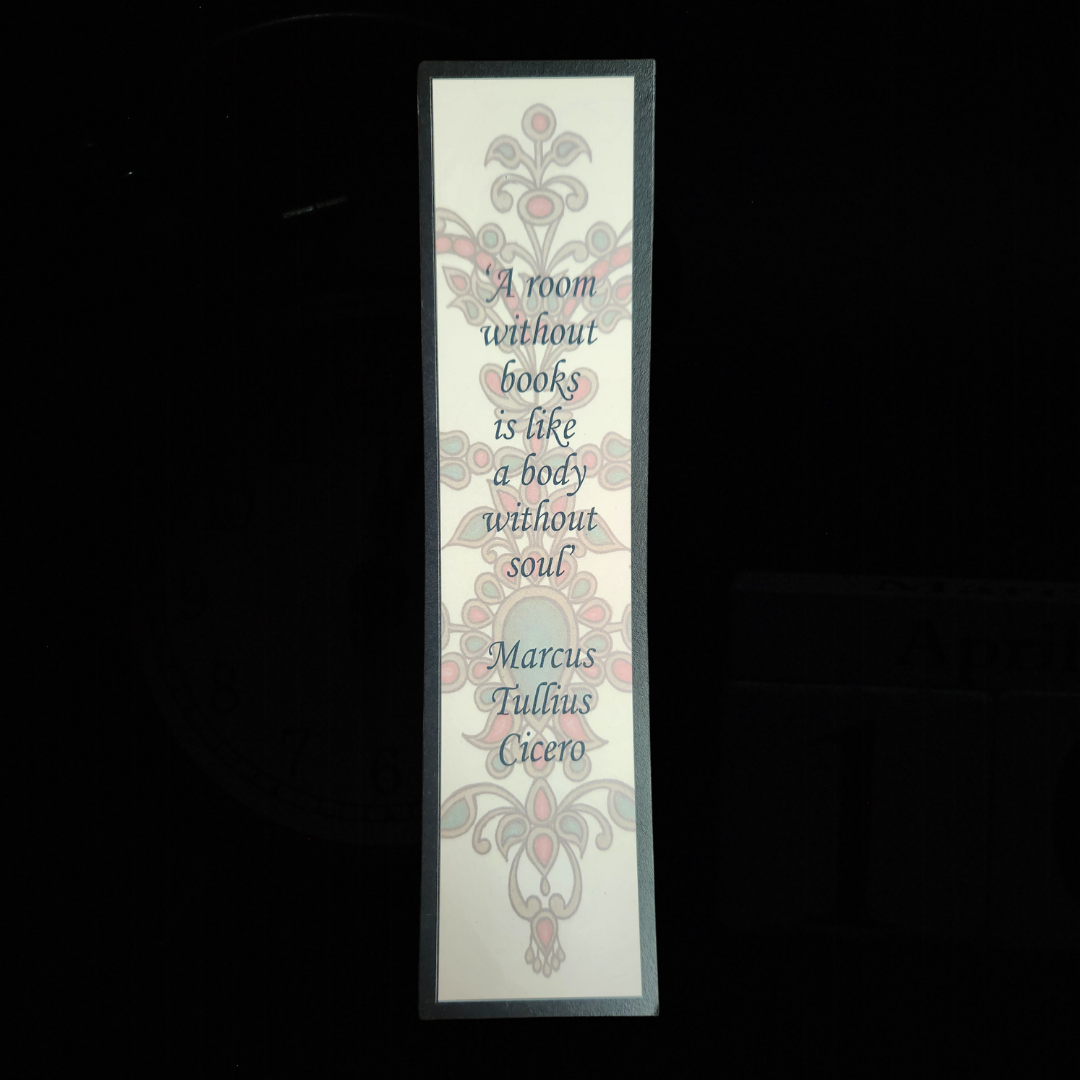 ‘A room
without
books
is like
a body
without
soul’
Marcus
Tullius
Cicero